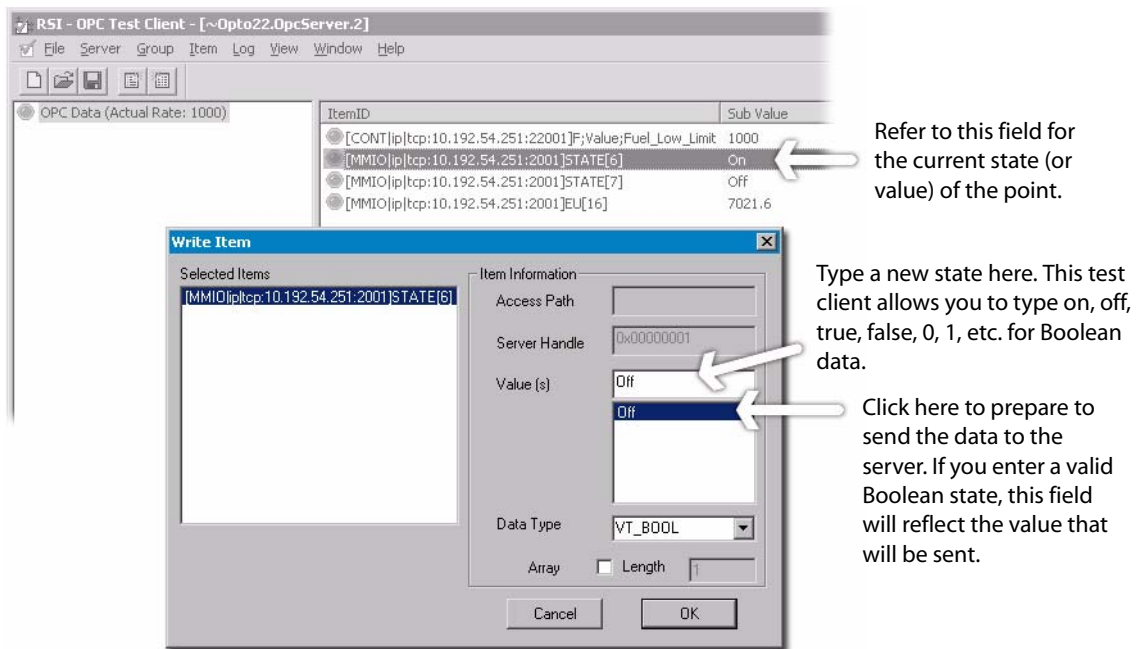 RSI - OPC Test Client - [~Opto22.OpcServer.2]
File Server Group Item Log View Window Help
OPC Data (Actual Rate: 1000)
ItemID Sub Value
[CONT|ip|tcp:10.192.54.251:22001]F;Value;Fuel_Low_Limit 1000
[MMIO|ip|tcp:10.192.54.251:2001]STATE[6] On
[MMIO|ip|tcp:10.192.54.251:2001]STATE[7] Off
[MMIO|ip|tcp:10.192.54.251:2001]EU[16] 7021.6
Refer to this field for
the current state (or
value) of the point.
Write Item
Selected Items
[MMIO|ip|tcp:10.192.54.251:2001]STATE[6]
Item Information
Access Path
Server Handle 0x00000001
Value (s) Off
Off
Data Type VT_BOOL
Array Length 1
Cancel OK
Type a new state here. This test
client allows you to type on, off,
true, false, 0, 1, etc. for Boolean
data.
Click here to prepare to
send the data to the
server. If you enter a valid
Boolean state, this field
will reflect the value that
will be sent.